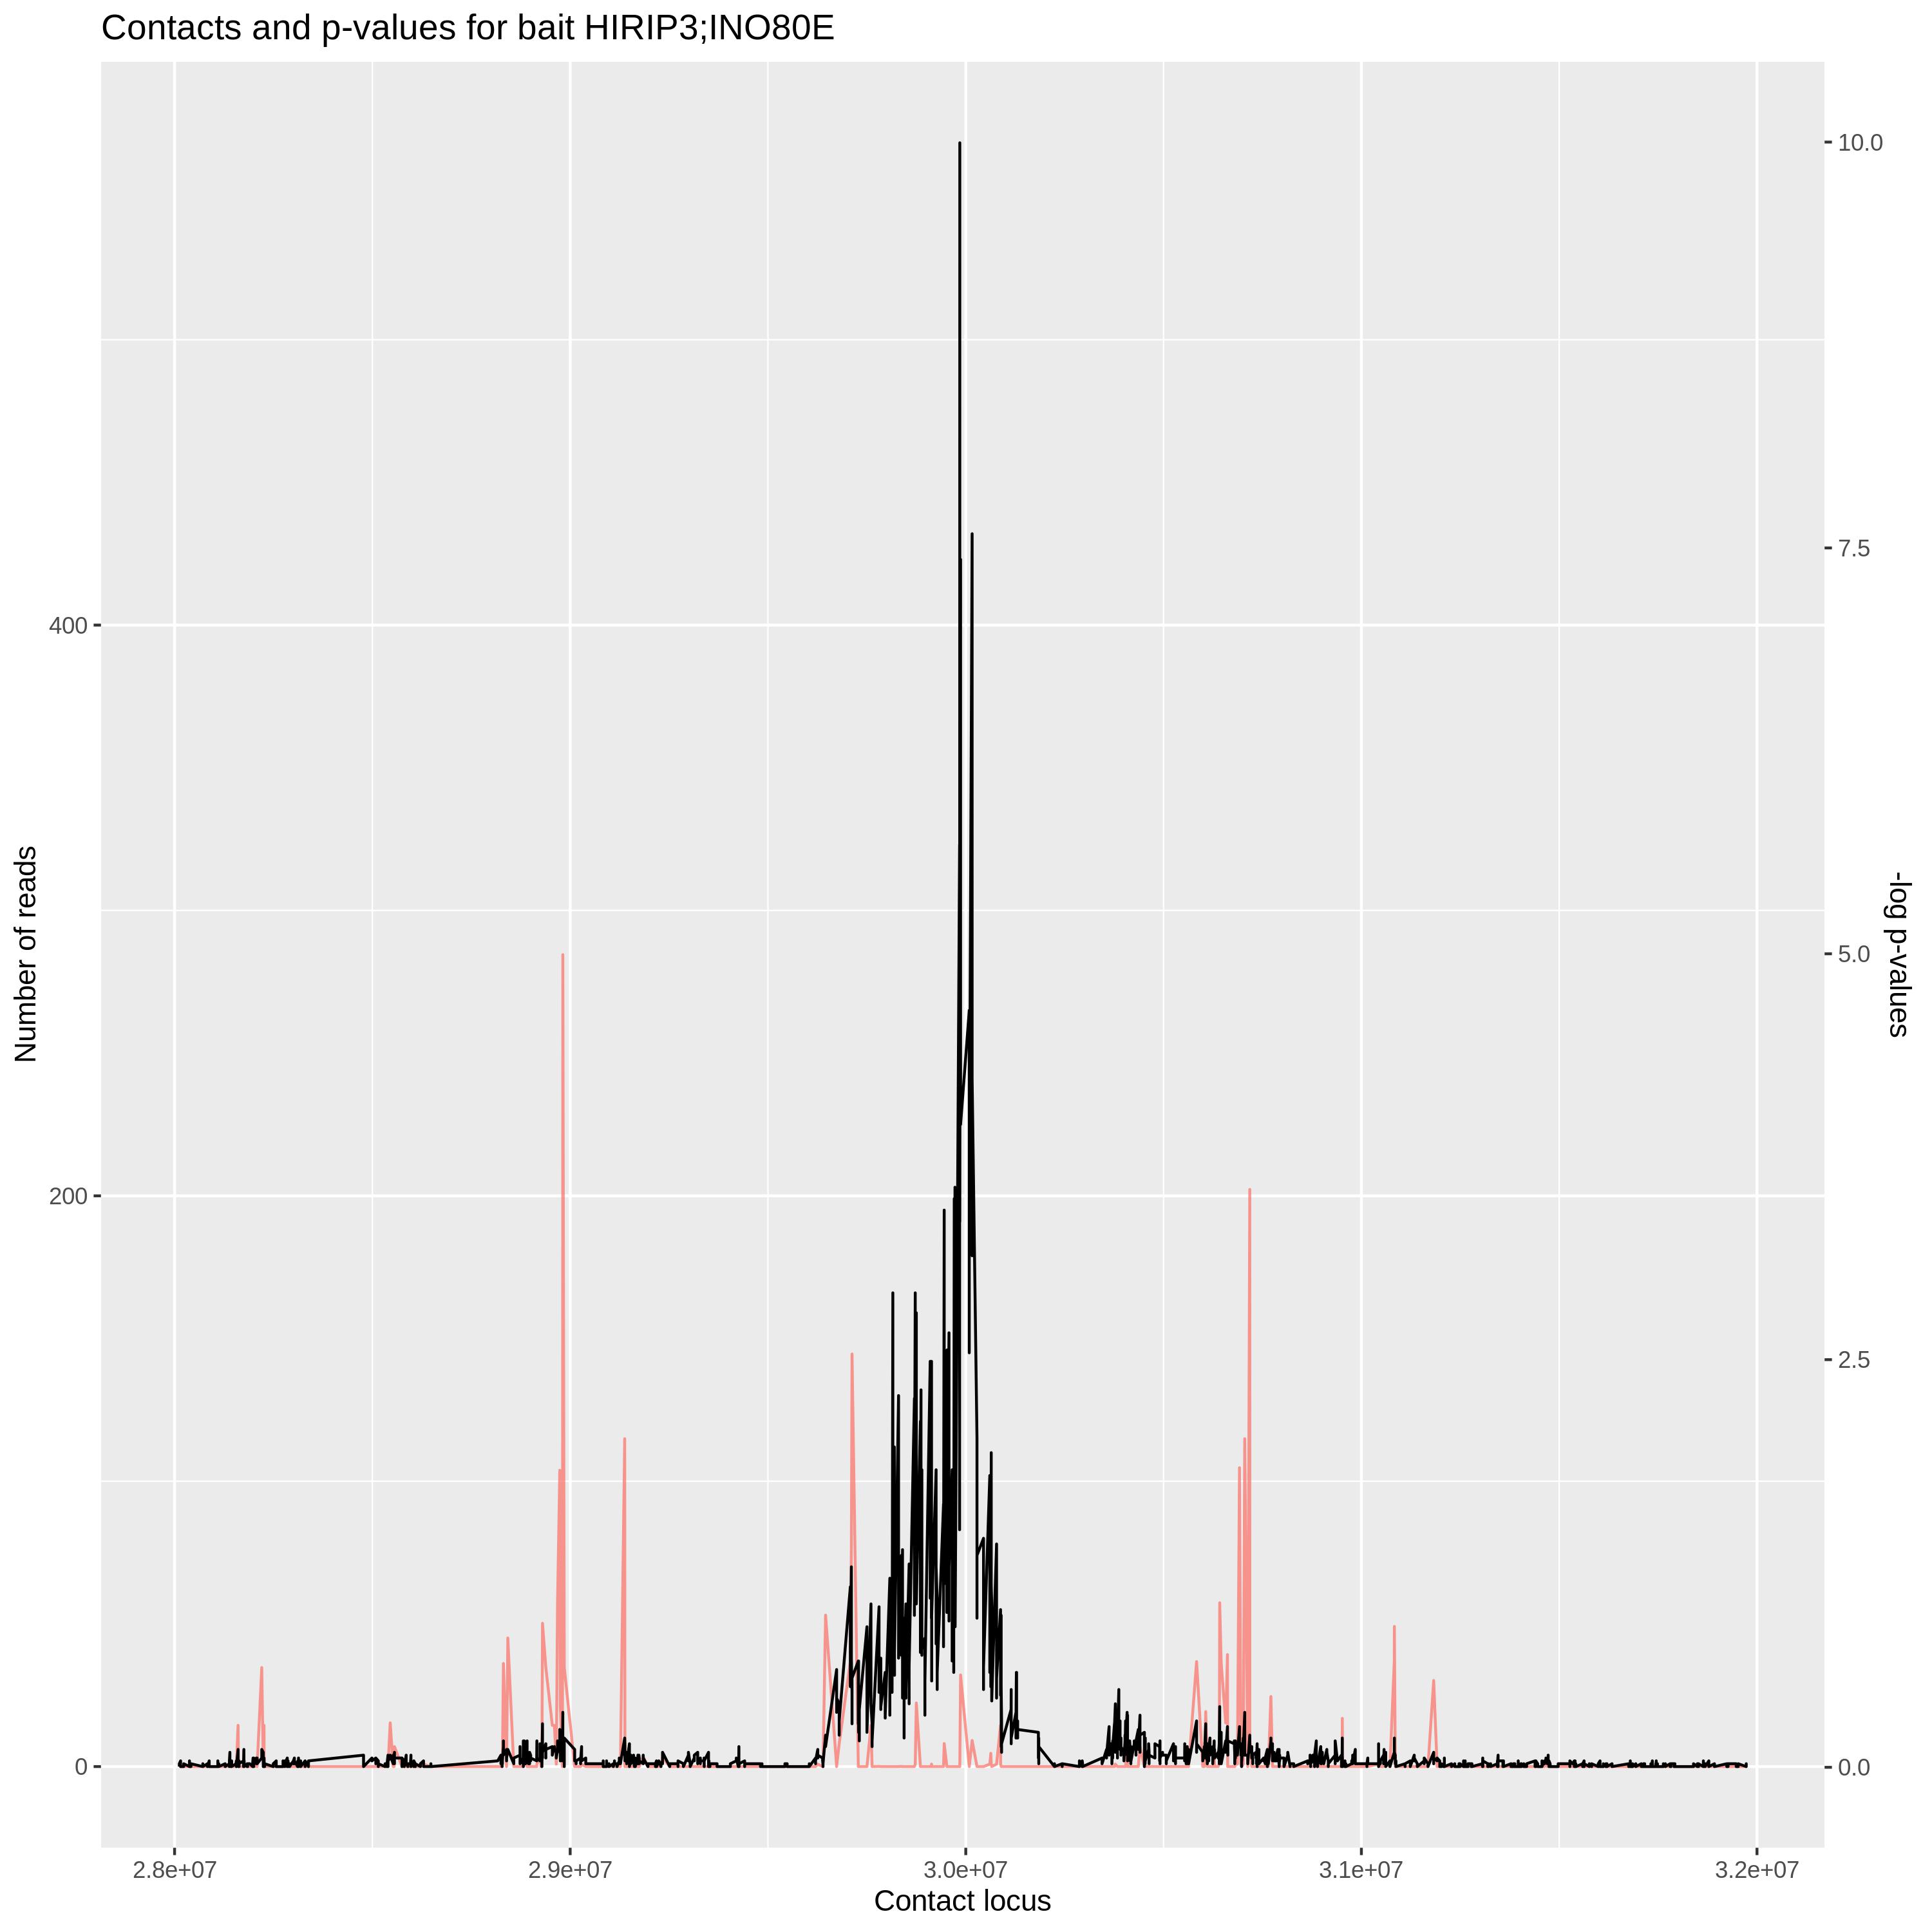 Contacts and p-values for bait HIRIP3;INO80E
10.0
7.5
400
Number of reads
-log p-values
5.0
200
2.5
0
0.0
2.8e+07 2.9e+07 3.0e+07 3.1e+07 3.2e+07
Contact locus